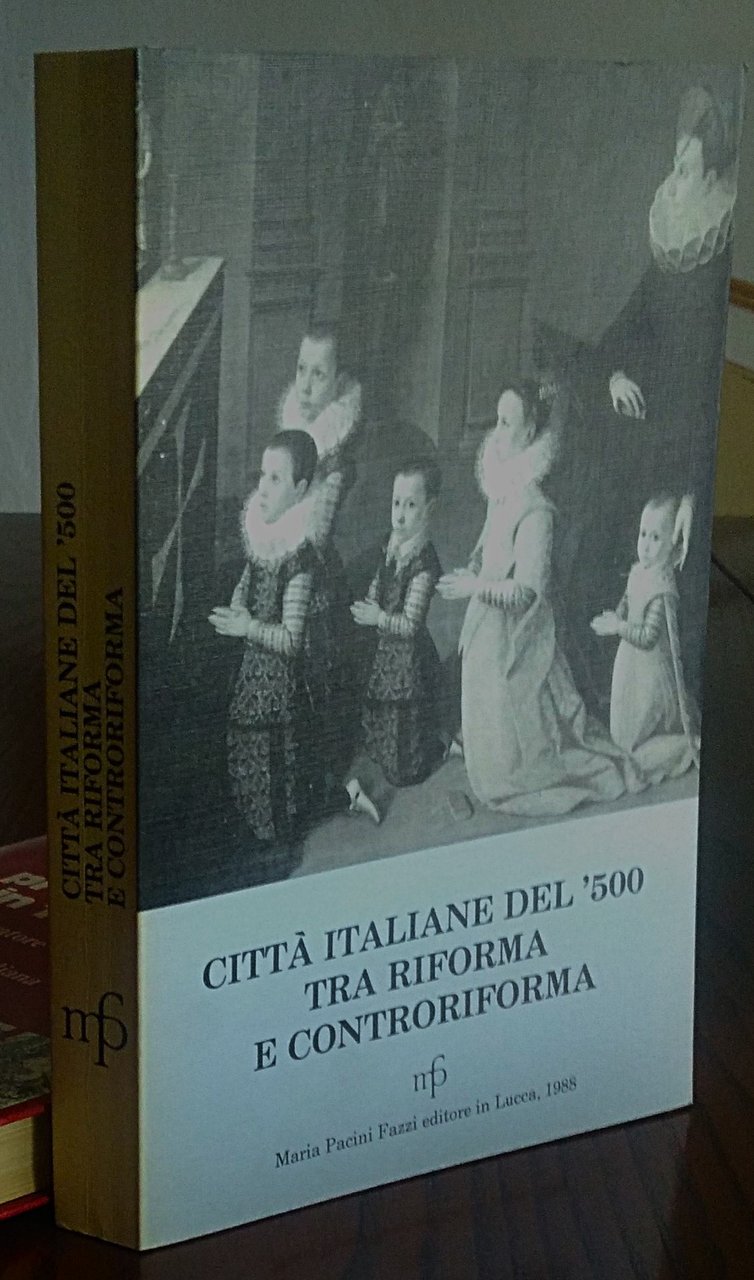 CITTÀ ITALIANE DEL '500
TRA RIFORMA
E CONTRORIFORMA
mpf
CITTÀ ITALIANE DEL '500
TRA RIFORMA
E CONTRORIFORMA
mpf
Maria Pacini Fazzi editore in Lucca, 1988